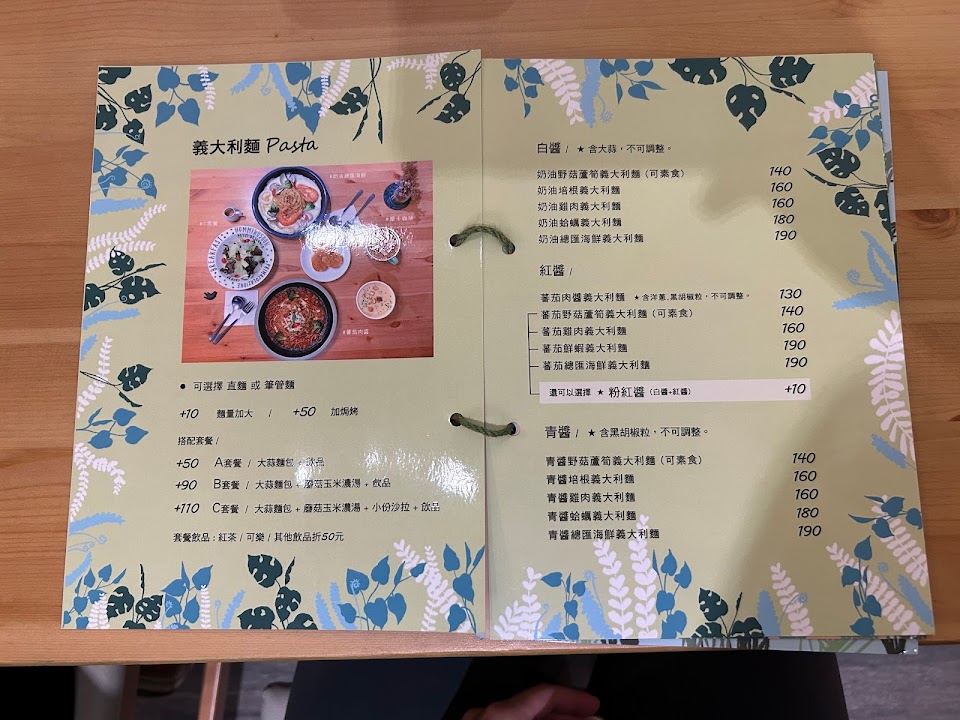 義大利麵 Pasta
#奶油總匯海鮮
#C套餐
#蕃茄肉醬
● 可選擇 直麵 或 筆管麵
+10 麵量加大 / +50 加焗烤
搭配套餐 /
+50 A套餐 / 大蒜麵包 + 飲品
+90 B套餐 / 大蒜麵包 + 蘑菇玉米濃湯 + 飲品
+110 C套餐 / 大蒜麵包 + 蘑菇玉米濃湯 + 小份沙拉 + 飲品
套餐飲品 : 紅茶 / 可樂 / 其他飲品折50元
白醬 / ★ 含大蒜，不可調整。
奶油野菇蘆筍義大利麵 (可素食) 140
奶油培根義大利麵 160
奶油雞肉義大利麵 160
奶油蛤蠣義大利麵 180
奶油總匯海鮮義大利麵 190
紅醬 /
蕃茄肉醬義大利麵 ★ 含洋蔥、黑胡椒粒，不可調整。 130
蕃茄野菇蘆筍義大利麵 (可素食) 140
蕃茄雞肉義大利麵 160
蕃茄鮮蝦義大利麵 190
蕃茄總匯海鮮義大利麵 190
還可以選擇 ★ 粉紅醬 (白醬+紅醬) +10
青醬 / ★ 含黑胡椒粒，不可調整。
青醬野菇蘆筍義大利麵 (可素食) 140
青醬培根義大利麵 160
青醬雞肉義大利麵 160
青醬蛤蠣義大利麵 180
青醬總匯海鮮義大利麵 190